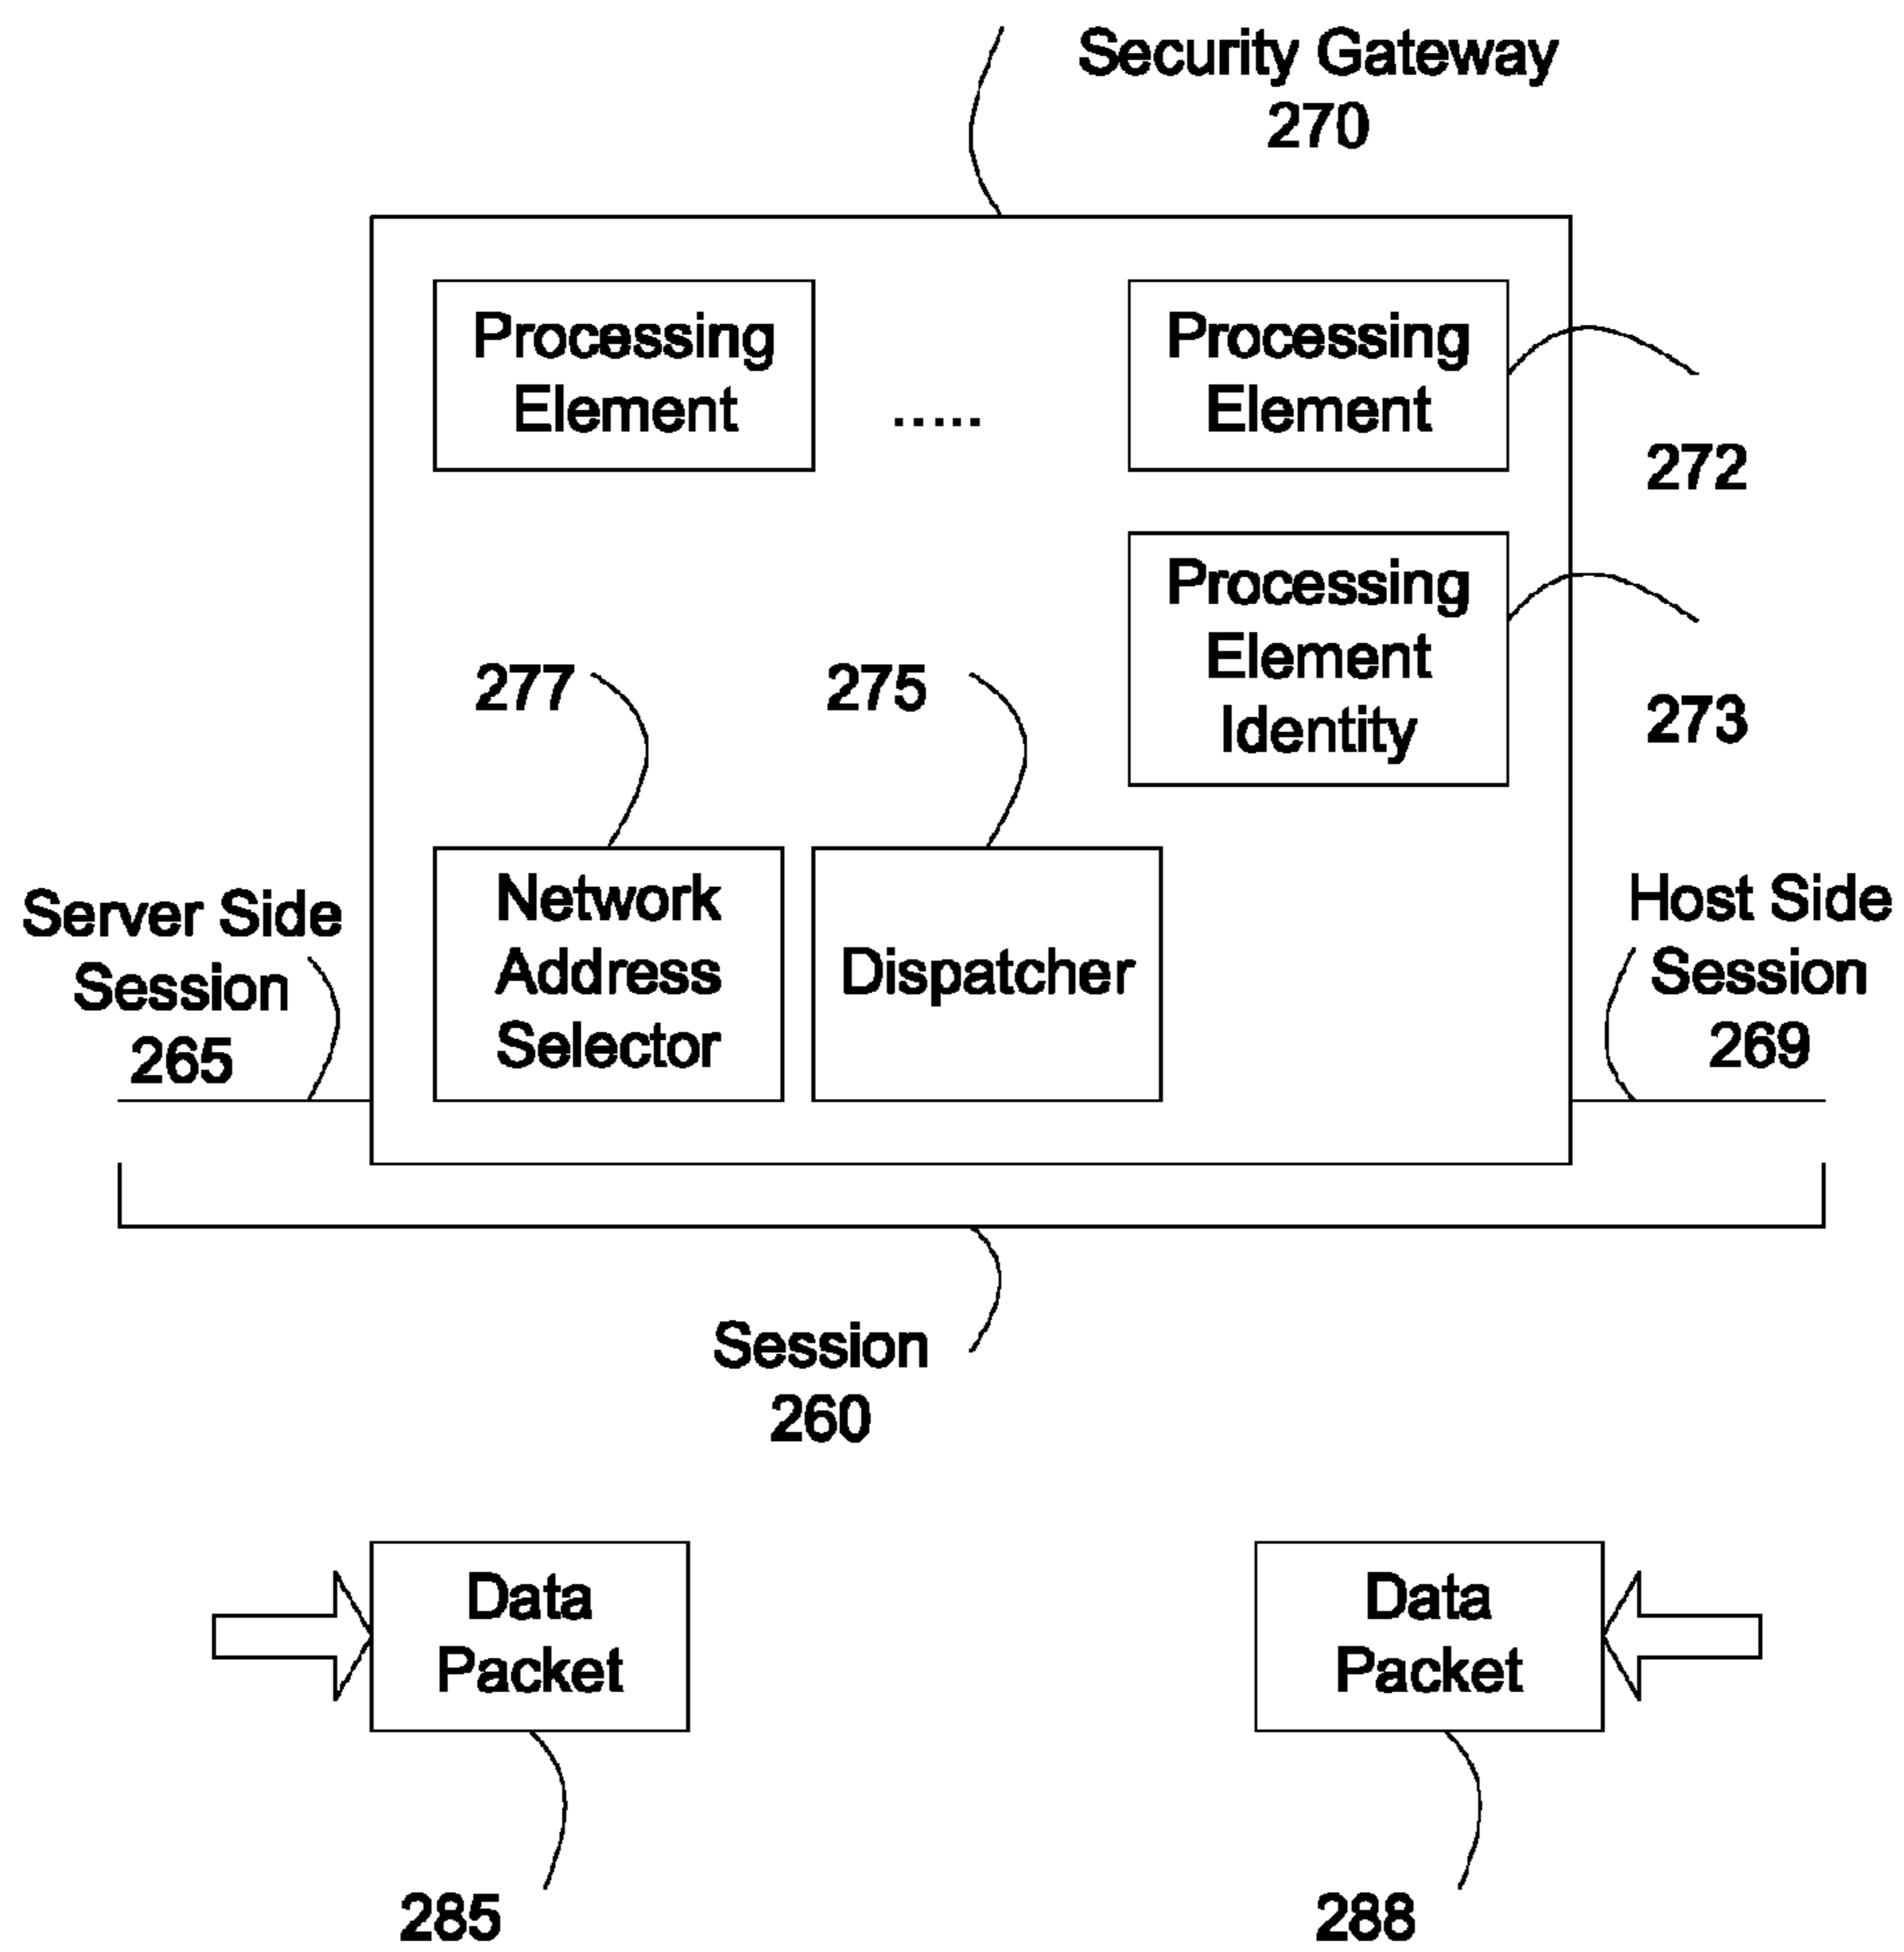 Security Gateway
270
Processing
Element
.....
Processing
Element
272
Processing
Element
Identity
273
277
275
Network
Address
Selector
Dispatcher
Server Side
Session
265
Host Side
Session
269
Session
260
Data
Packet
285
Data
Packet
288